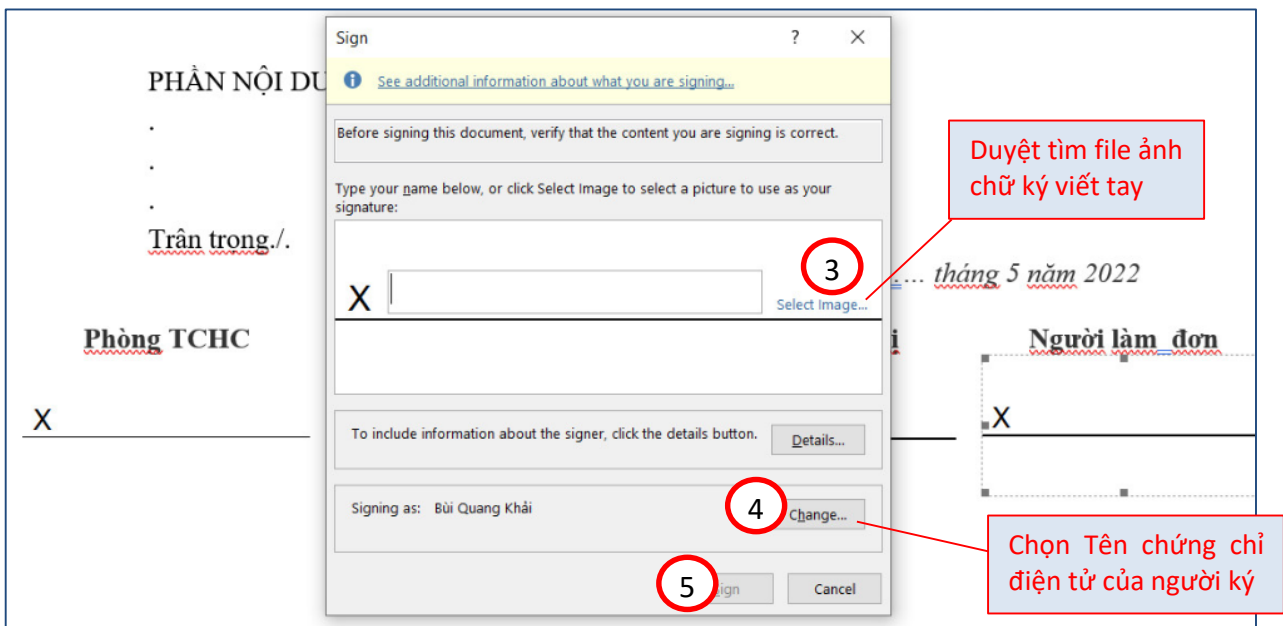 Sign
?
PHẦN NỘI DU
See additional information about what you are signing...
.
Before signing this document, verify that the content you are signing is correct.
Duyệt tìm file ảnh
chữ ký viết tay
.
Type your name below, or click Select Image to select a picture to use as your
signature:
.
Trân trọng./.
3
X
Select Image...
.... tháng 5 năm 2022
Phòng TCHC
ị
Người làm đơn
X
X
To include information about the signer, click the details button.
Details...
Signing as: Bùi Quang Khải
4
Change...
Chọn Tên chứng chỉ
điện tử của người ký
5
ign
Cancel